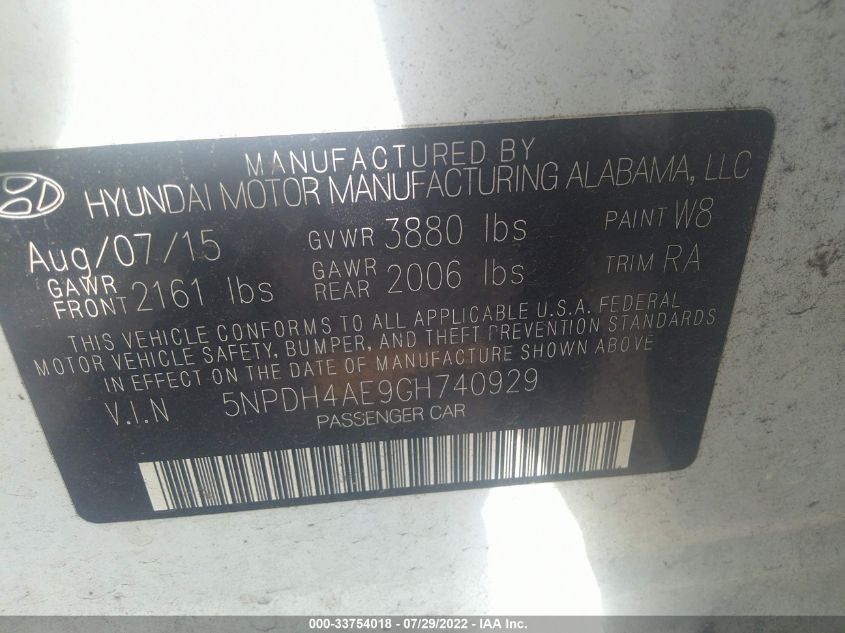 MANUFACTURED BY
HYUNDAI MOTOR MANUFACTURING ALABAMA, LLC
Aug/07/15 GVWR 3880 lbs PAINT W8
GAWR FRONT 2161 lbs GAWR REAR 2006 lbs TRIM RA
THIS VEHICLE CONFORMS TO ALL APPLICABLE U.S.A. FEDERAL
MOTOR VEHICLE SAFETY, BUMPER, AND THEFT PREVENTION STANDARDS
IN EFFECT ON THE DATE OF MANUFACTURE SHOWN ABOVE
V.I.N 5NPDH4AE9GH740929
PASSENGER CAR
000-33754018 - 07/29/2022 - IAA Inc.